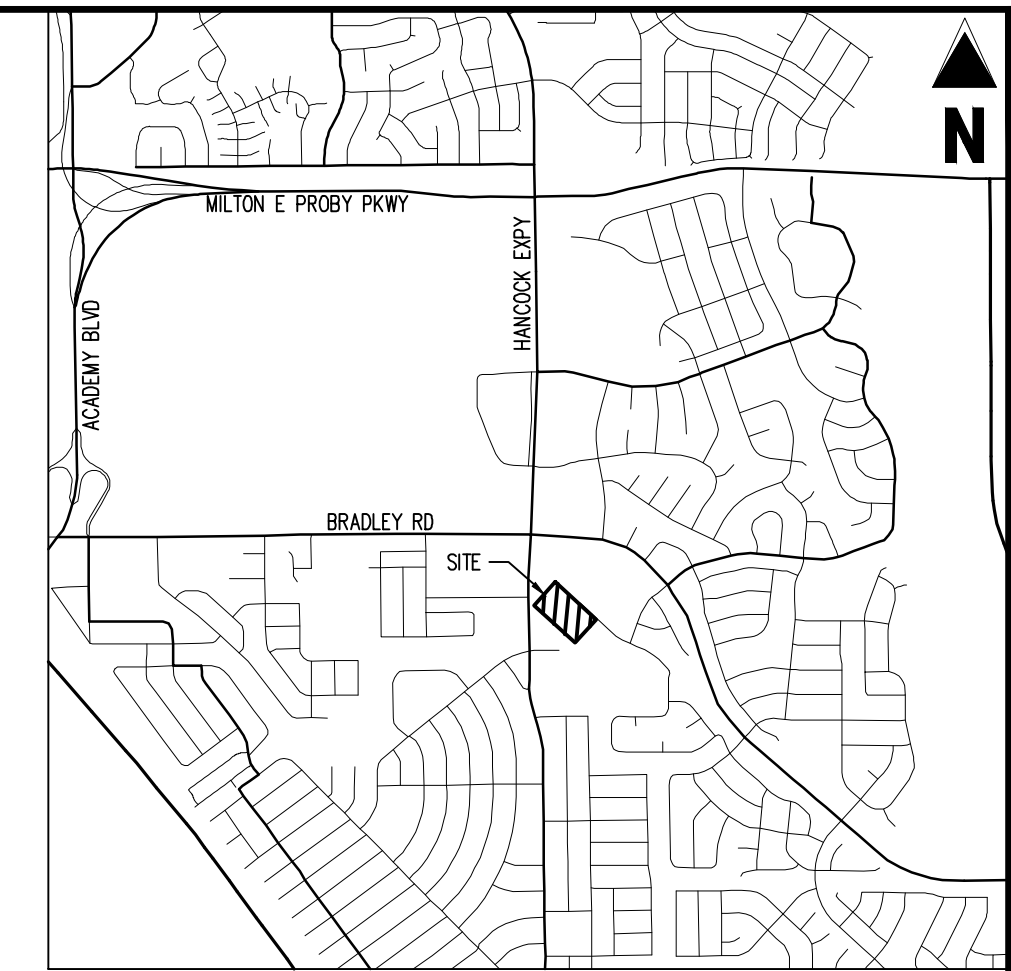 N
MILTON E PROBY PKWY
HANCOCK EXPY
ACADEMY BLVD
BRADLEY RD
SITE